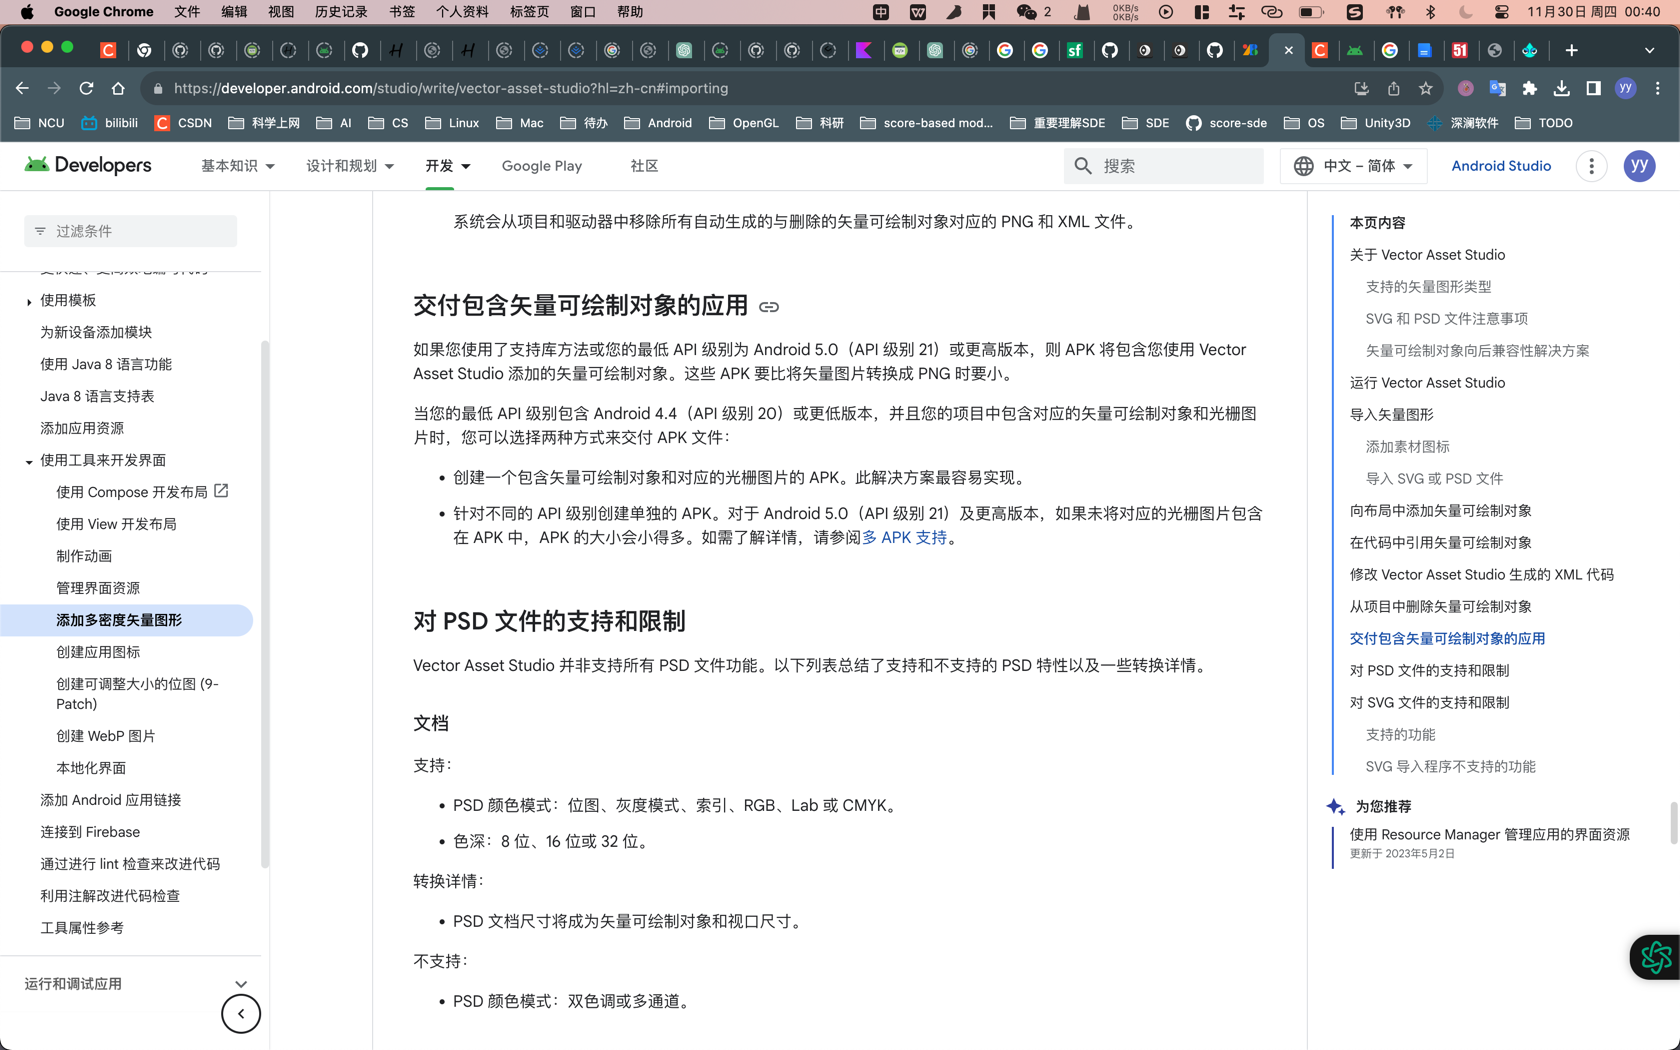 Google Chrome 文件 编辑 视图 历史记录 书签 个人资料 标签页 窗口 帮助
中 W 2 0KB/s 0KB/s 11月30日 周四 00:40
https://developer.android.com/studio/write/vector-asset-studio?hl=zh-cn#importing
NCU bilibili CSDN 科学上网 AI CS Linux Mac 待办 Android OpenGL 科研 score-based mod... 重要理解SDE SDE score-sde OS Unity3D 深澜软件 TODO
Developers 基本知识 设计和规划 开发 Google Play 社区 搜索 中文 – 简体 Android Studio yy
过滤条件
使用模板
为新设备添加模块
使用 Java 8 语言功能
Java 8 语言支持表
添加应用资源
使用工具来开发界面
使用 Compose 开发布局
使用 View 开发布局
制作动画
管理界面资源
添加多密度矢量图形
创建应用图标
创建可调整大小的位图 (9-
Patch)
创建 WebP 图片
本地化界面
添加 Android 应用链接
连接到 Firebase
通过进行 lint 检查来改进代码
利用注解改进代码检查
工具属性参考
运行和调试应用
系统会从项目和驱动器中移除所有自动生成的与删除的矢量可绘制对象对应的 PNG 和 XML 文件。
交付包含矢量可绘制对象的应用
如果您使用了支持库方法或您的最低 API 级别为 Android 5.0（API 级别 21）或更高版本，则 APK 将包含您使用 Vector
Asset Studio 添加的矢量可绘制对象。这些 APK 要比将矢量图片转换成 PNG 时要小。
当您的最低 API 级别包含 Android 4.4（API 级别 20）或更低版本，并且您的项目中包含对应的矢量可绘制对象和光栅图
片时，您可以选择两种方式来交付 APK 文件：
• 创建一个包含矢量可绘制对象和对应的光栅图片的 APK。此解决方案最容易实现。
• 针对不同的 API 级别创建单独的 APK。对于 Android 5.0（API 级别 21）及更高版本，如果未将对应的光栅图片包含
在 APK 中，APK 的大小会小得多。如需了解详情，请参阅多 APK 支持。
对 PSD 文件的支持和限制
Vector Asset Studio 并非支持所有 PSD 文件功能。以下列表总结了支持和不支持的 PSD 特性以及一些转换详情。
文档
支持：
• PSD 颜色模式：位图、灰度模式、索引、RGB、Lab 或 CMYK。
• 色深：8 位、16 位或 32 位。
转换详情：
• PSD 文档尺寸将成为矢量可绘制对象和视口尺寸。
不支持：
• PSD 颜色模式：双色调或多通道。
本页内容
关于 Vector Asset Studio
支持的矢量图形类型
SVG 和 PSD 文件注意事项
矢量可绘制对象向后兼容性解决方案
运行 Vector Asset Studio
导入矢量图形
添加素材图标
导入 SVG 或 PSD 文件
向布局中添加矢量可绘制对象
在代码中引用矢量可绘制对象
修改 Vector Asset Studio 生成的 XML 代码
从项目中删除矢量可绘制对象
交付包含矢量可绘制对象的应用
对 PSD 文件的支持和限制
对 SVG 文件的支持和限制
支持的功能
SVG 导入程序不支持的功能
为您推荐
使用 Resource Manager 管理应用的界面资源
更新于 2023年5月2日